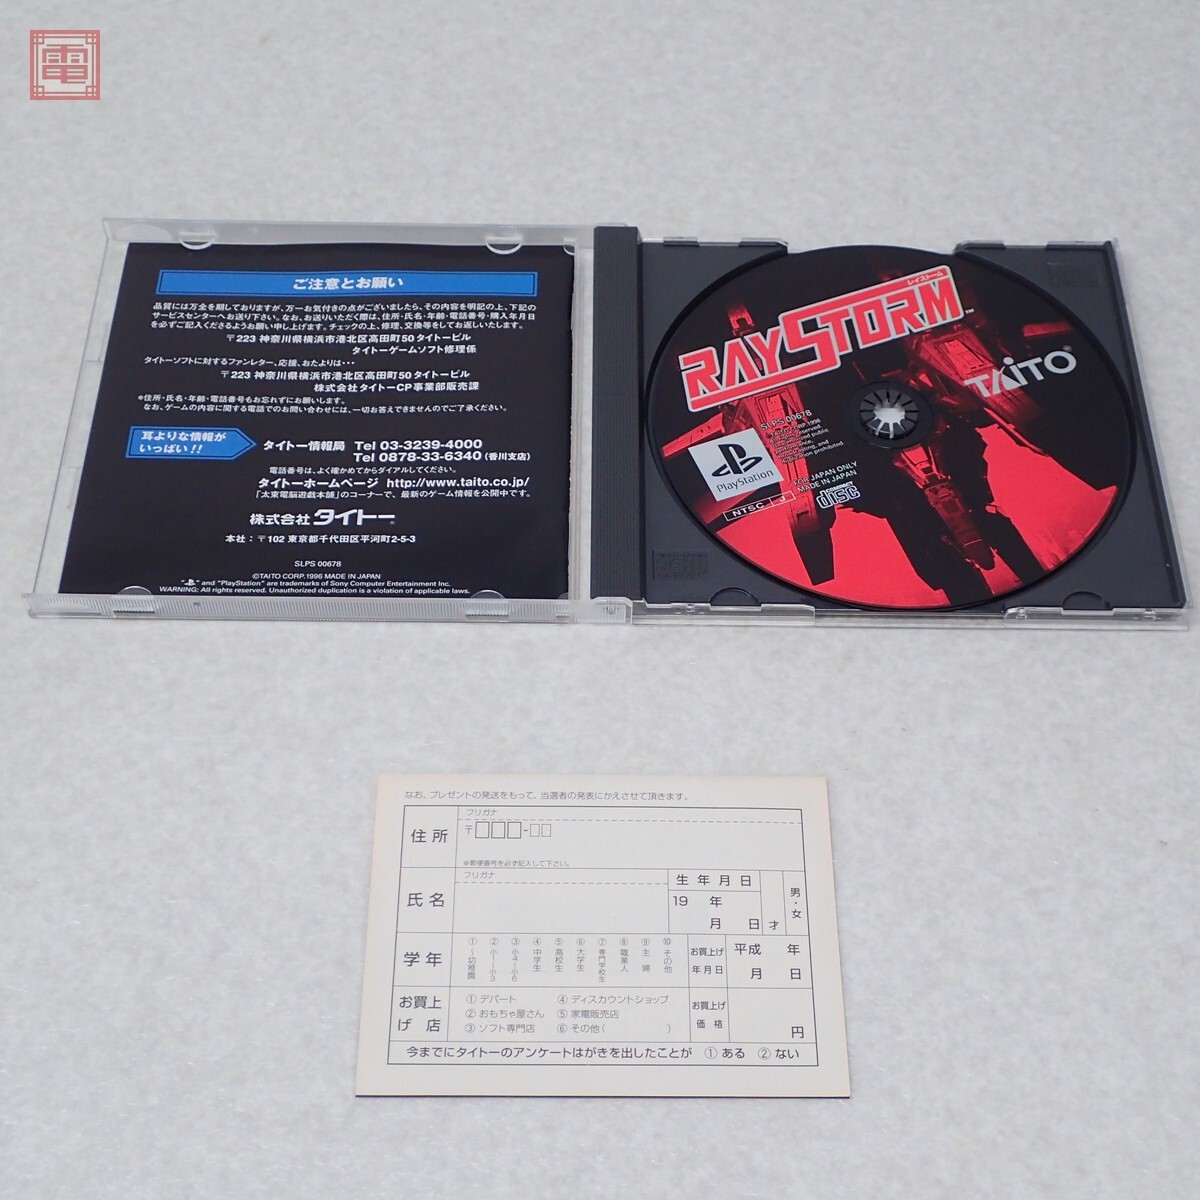 電
ご注意とお願い
品質には万全を期しておりますが、万一お気付きの点がございましたら、その内容を明記の上、下記の
サービスセンターへお送り下さい。なお、お送りいただく際は、住所・氏名・年齢・電話番号・購入年月日
を必ずご記入くださるようお願い申し上げます。チェックの上、修理、交換等をしてお返しいたします。
〒223 神奈川県横浜市港北区高田町50 タイトービル
タイトーゲームソフト修理係
タイトーソフトに対するファンレター、応援、おたよりは・・・
〒223 神奈川県横浜市港北区高田町50 タイトービル
株式会社タイトーCP事業部販売課
*住所・氏名・年齢・電話番号もお忘れずにお願いします。
なお、ゲームの内容に関する電話でのお問い合わせには、一切お答えできませんのでご了承ください。
耳よりな情報が
いっぱい!!
タイトー情報局 Tel 03-3239-4000
Tel 0878-33-6340 (香川支店)
電話番号は、よく確かめてからダイアルしてください。
タイトーホームページ http://www.taito.co.jp/
「太東電脳遊戯本舗」のコーナーで、最新のゲーム情報を公開中です。
株式会社 タイトー®
本社:〒102 東京都千代田区平河町2-5-3
SLPS 00678
©TAITO CORP.1996 MADE IN JAPAN
" " and "PlayStation" are trademarks of Sony Computer Entertainment Inc.
WARNING: All rights reserved. Unauthorized duplication is a violation of applicable laws.
レイストーム
RAYSTORM™
TAITO®
SLPS 00678
PlayStation
NTSC J
FOR JAPAN ONLY
MADE IN JAPAN
COMPACT
disc
なお、プレゼントの発送をもって、当選者の発表にかえさせて頂きます。
住所
フリガナ
〒□□□-□□
※郵便番号を必ず記入して下さい。
氏名
フリガナ
生年月日
19 年
月 日
才
男・女
学年
①~幼稚園
②小1~小3
③小4~小6
④中学生
⑤高校生
⑥大学生
⑦専門学校生
⑧職業人
⑨主婦
⑩その他
お買上げ
年月日
平成 年
月 日
お買上
げ店
①デパート ④ディスカウントショップ
②おもちゃ屋さん ⑤家電販売店
③ソフト専門店 ⑥その他( )
お買上げ
価格
円
今までにタイトーのアンケートはがきを出したことが ①ある ②ない